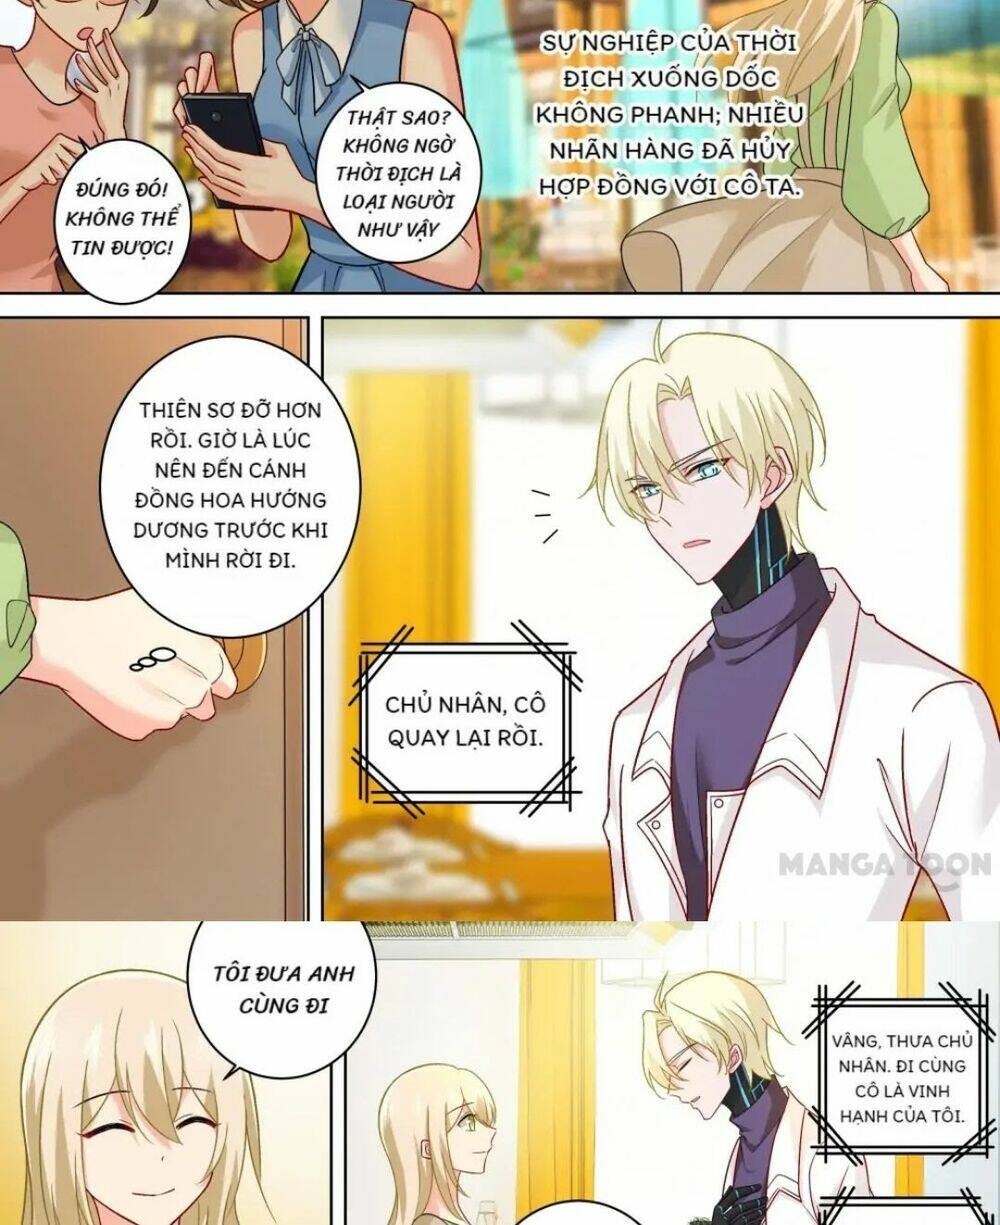 SỰ NGHIỆP CỦA THỜI
ĐỊCH XUỐNG DỐC
KHÔNG PHANH; NHIỀU
NHÃN HÀNG ĐÃ HỦY
HỢP ĐỒNG VỚI CÔ TA.
THẬT SAO?
KHÔNG NGỜ
THỜI ĐỊCH LÀ
LOẠI NGƯỜI
NHƯ VẬY
ĐÚNG ĐÓ!
KHÔNG THỂ
TIN ĐƯỢC!
THIÊN SƠ ĐỠ HƠN
RỒI. GIỜ LÀ LÚC
NÊN ĐẾN CÁNH
ĐỒNG HOA HƯỚNG
DƯƠNG TRƯỚC KHI
MÌNH RỜI ĐI.
CHỦ NHÂN, CÔ
QUAY LẠI RỒI.
MANGA TOON
TÔI ĐƯA ANH
CÙNG ĐI
VÂNG, THƯA CHỦ
NHÂN. ĐI CÙNG
CÔ LÀ VINH
HẠNH CỦA TÔI.